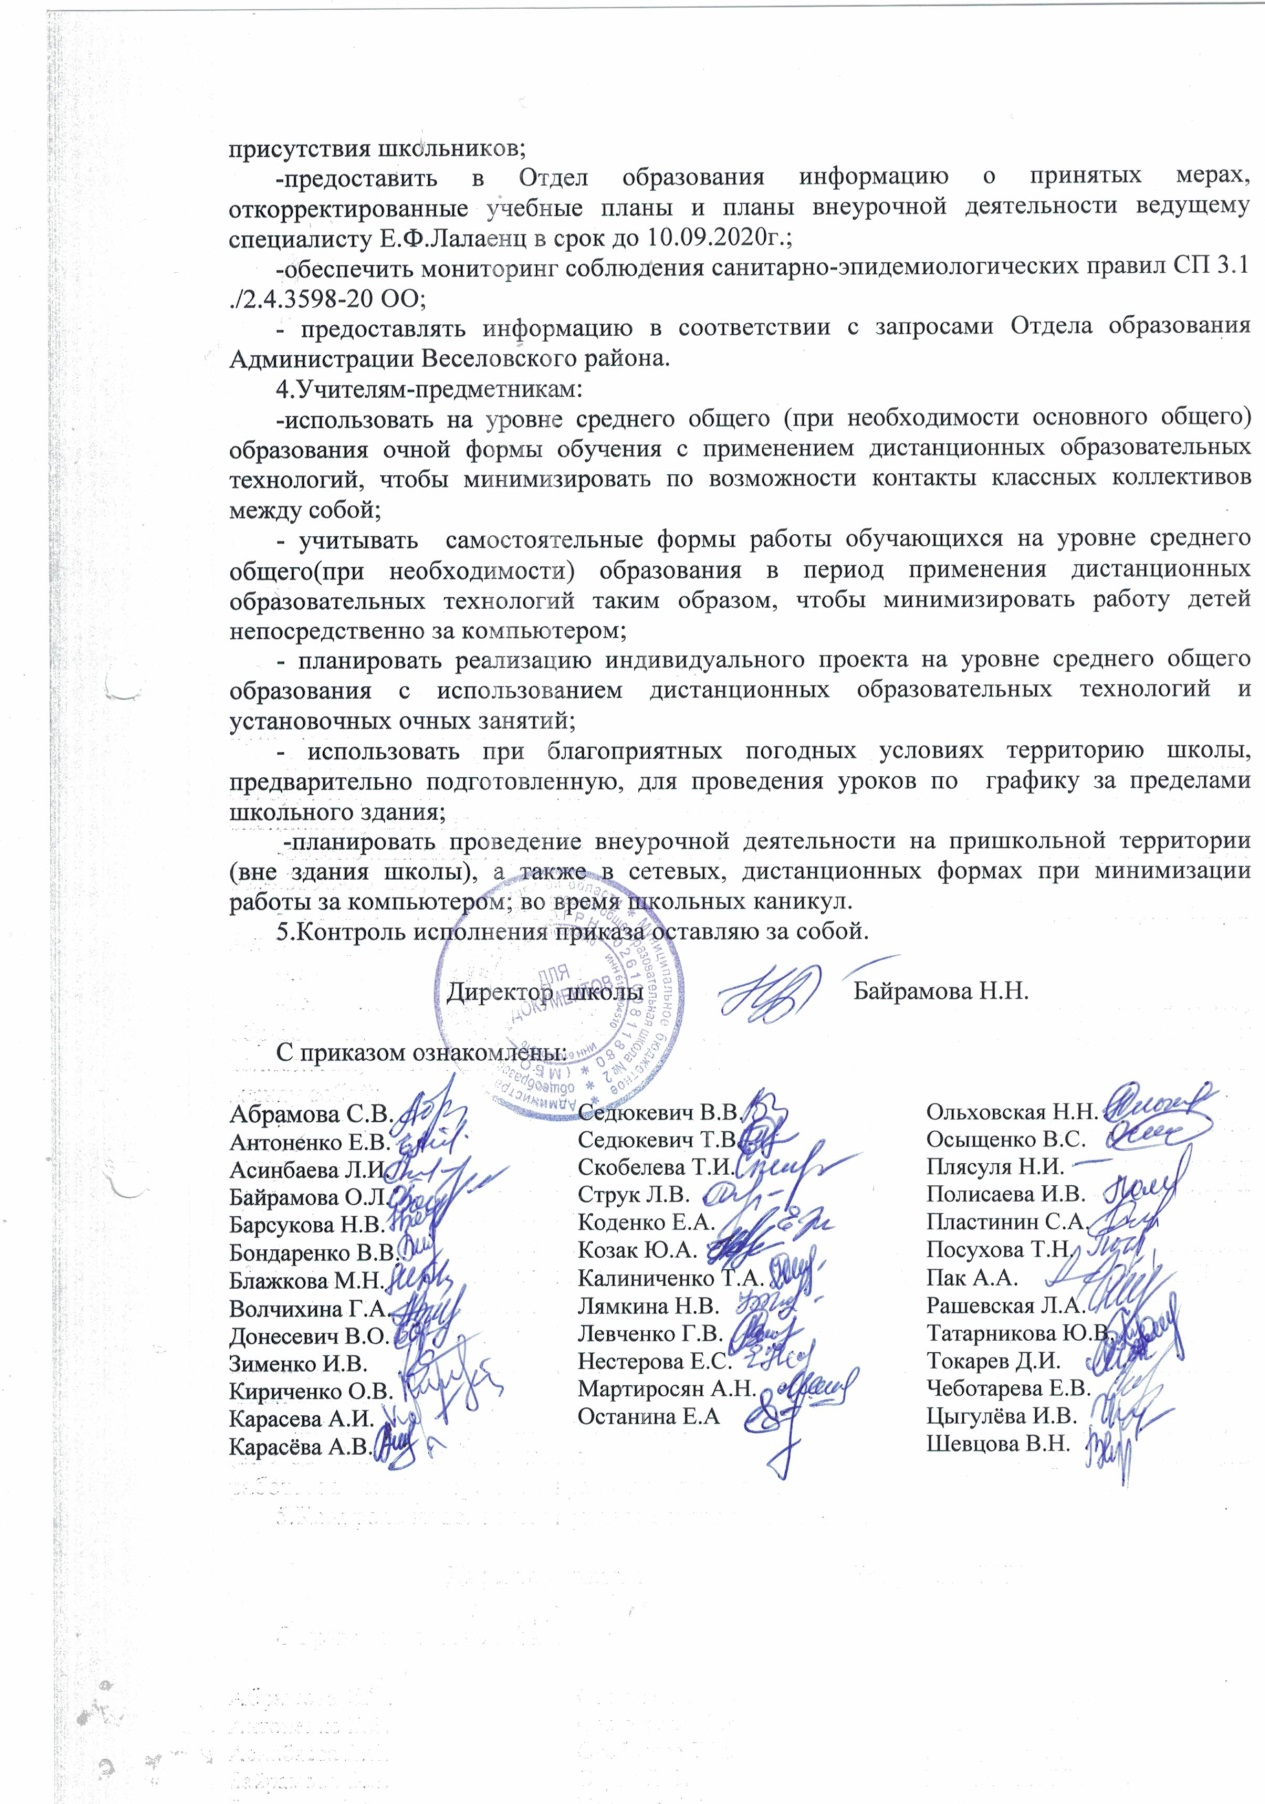 присутствия школьников;
-предоставить в Отдел образования информацию о принятых мерах,
откорректированные учебные планы и планы внеурочной деятельности ведущему
специалисту Е.Ф.Лалаенц в срок до 10.09.2020г.;
-обеспечить мониторинг соблюдения санитарно-эпидемиологических правил СП 3.1
./2.4.3598-20 ОО;
- предоставлять информацию в соответствии с запросами Отдела образования
Администрации Веселовского района.
4.Учителям-предметникам:
-использовать на уровне среднего общего (при необходимости основного общего)
образования очной формы обучения с применением дистанционных образовательных
технологий, чтобы минимизировать по возможности контакты классных коллективов
между собой;
- учитывать самостоятельные формы работы обучающихся на уровне среднего
общего(при необходимости) образования в период применения дистанционных
образовательных технологий таким образом, чтобы минимизировать работу детей
непосредственно за компьютером;
- планировать реализацию индивидуального проекта на уровне среднего общего
образования с использованием дистанционных образовательных технологий и
установочных очных занятий;
- использовать при благоприятных погодных условиях территорию школы,
предварительно подготовленную, для проведения уроков по графику за пределами
школьного здания;
-планировать проведение внеурочной деятельности на пришкольной территории
(вне здания школы), а также в сетевых, дистанционных формах при минимизации
работы за компьютером; во время школьных каникул.
5.Контроль исполнения приказа оставляю за собой.
ДЛЯ
ДОКУМЕНТОВ
Директор школы Байрамова Н.Н.
С приказом ознакомлены:
Абрамова С.В.
Антоненко Е.В.
Асинбаева Л.И.
Байрамова О.Л.
Барсукова Н.В.
Бондаренко В.В.
Блажкова М.Н.
Волчихина Г.А.
Донесевич В.О.
Зименко И.В.
Кириченко О.В.
Карасева А.И.
Карасёва А.В.
Седюкевич В.В.
Седюкевич Т.В.
Скобелева Т.И.
Струк Л.В.
Коденко Е.А.
Козак Ю.А.
Калиниченко Т.А.
Лямкина Н.В.
Левченко Г.В.
Нестерова Е.С.
Мартиросян А.Н.
Останина Е.А
Ольховская Н.Н.
Осыщенко В.С.
Плясуля Н.И.
Полисаева И.В.
Пластинин С.А.
Посухова Т.Н.
Пак А.А.
Рашевская Л.А.
Татарникова Ю.В.
Токарев Д.И.
Чеботарева Е.В.
Цыгулёва И.В.
Шевцова В.Н.